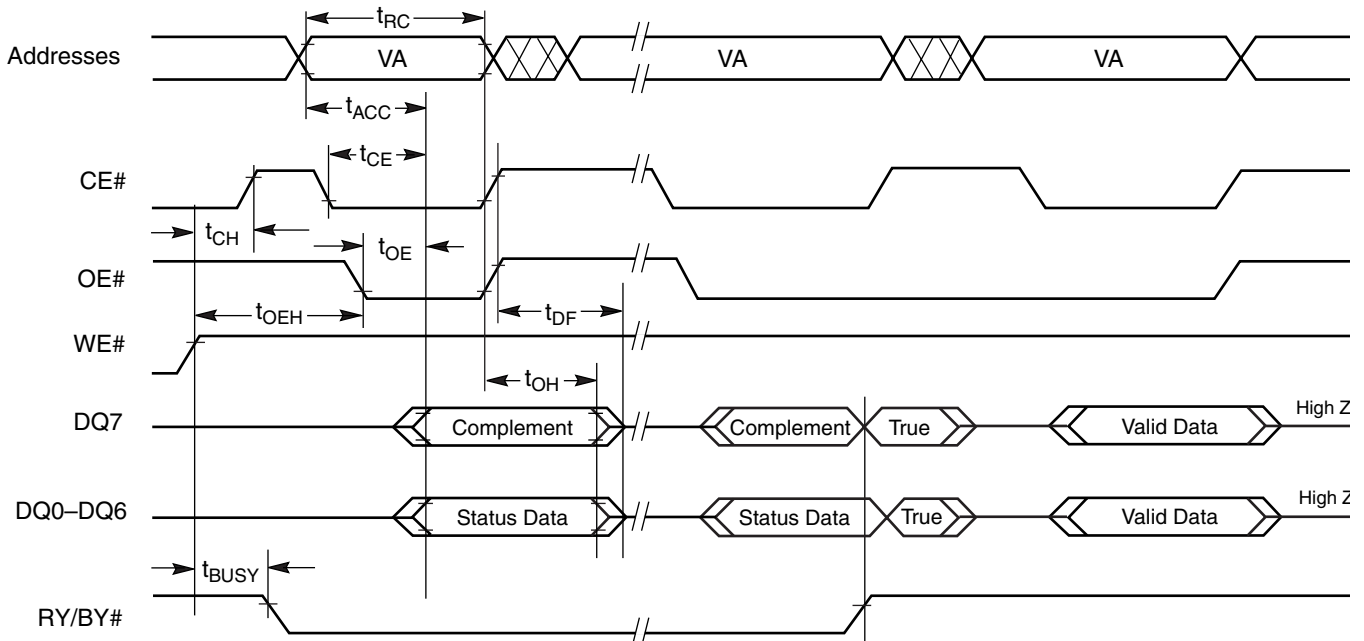 tRC
Addresses VA VA VA
tACC
tCE
CE#
tCH tOE
OE#
tOEH tDF
WE#
tOH
DQ7 Complement Complement True Valid Data High Z
DQ0–DQ6 Status Data Status Data True Valid Data High Z
tBUSY
RY/BY#